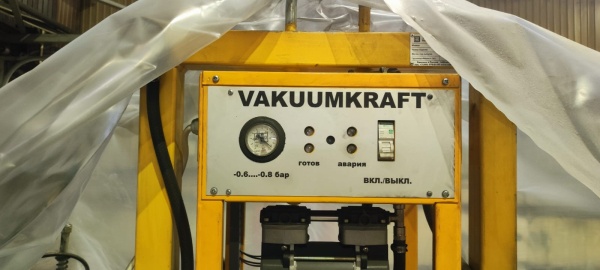 VAKUUMKRAFT
готов
авария
-0.6....-0.8 бар
ВКЛ./ВЫКЛ.